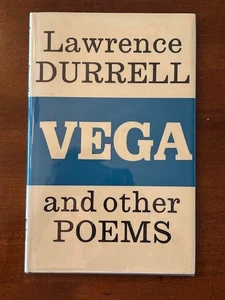 Lawrence
DURRELL
VEGA
and other
POEMS